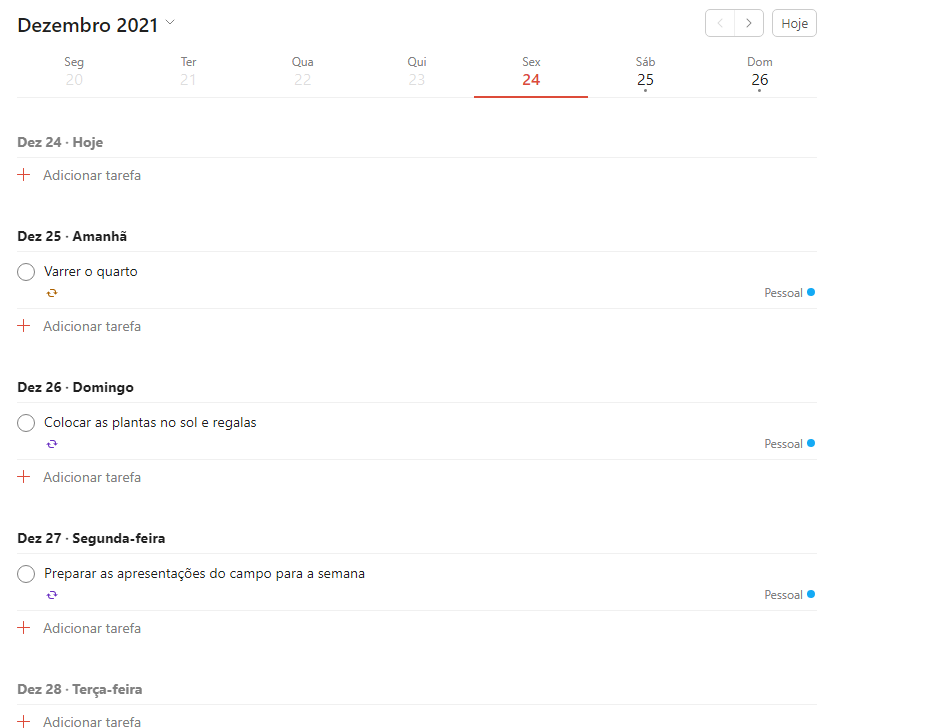 Dezembro 2021
Hoje
Seg Ter Qua Qui Sex Sáb Dom
20 21 22 23 24 25 26
Dez 24 · Hoje
Adicionar tarefa
Dez 25 · Amanhã
Varrer o quarto
Pessoal
Adicionar tarefa
Dez 26 · Domingo
Colocar as plantas no sol e regalas
Pessoal
Adicionar tarefa
Dez 27 · Segunda-feira
Preparar as apresentações do campo para a semana
Pessoal
Adicionar tarefa
Dez 28 · Terça-feira
Adicionar tarefa